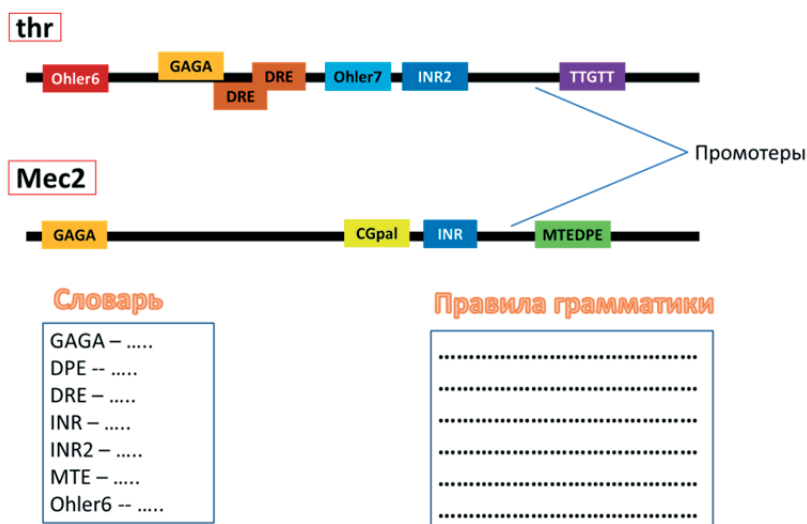 thr
Ohler6
GAGA
DRE
DRE
Ohler7
INR2
TTGTT
Промотеры
Mec2
GAGA
CGpal
INR
MTEDPE
Словарь
GAGA – .....
DPE -- .....
DRE – .....
INR – .....
INR2 – .....
MTE – .....
Ohler6 -- .....
Правила грамматики
..........................................
..........................................
..........................................
..........................................
..........................................
..........................................